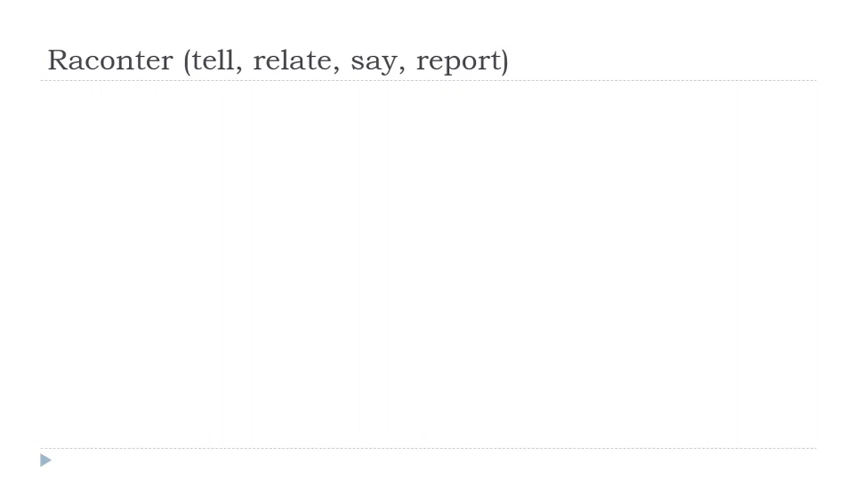 Raconter (tell, relate, say, report)